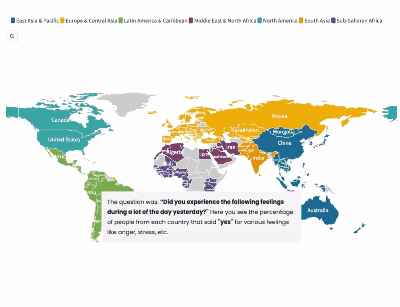 East Asia & Pacific Europe & Central Asia Latin America & Caribbean Middle East & North Africa North America South Asia Sub-Saharan Africa
Canada
Russia
United States
Kazakhstan
Mongolia
China
Algeria
Iran
India
Australia
The question was: "Did you experience the following feelings
during a lot of the day yesterday?" Here you see the percentage
of people from each country that said "yes" for various feelings
like anger, stress, etc.